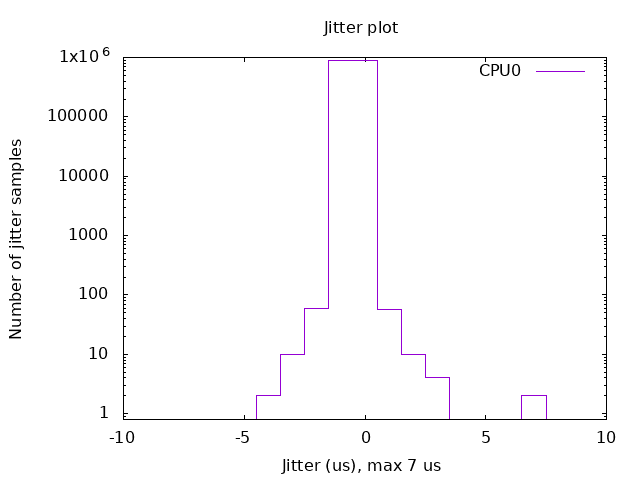 Jitter plot
CPU0
Number of jitter samples
1x10^6
100000
10000
1000
100
10
1
-10
-5
0
5
10
Jitter (us), max 7 us